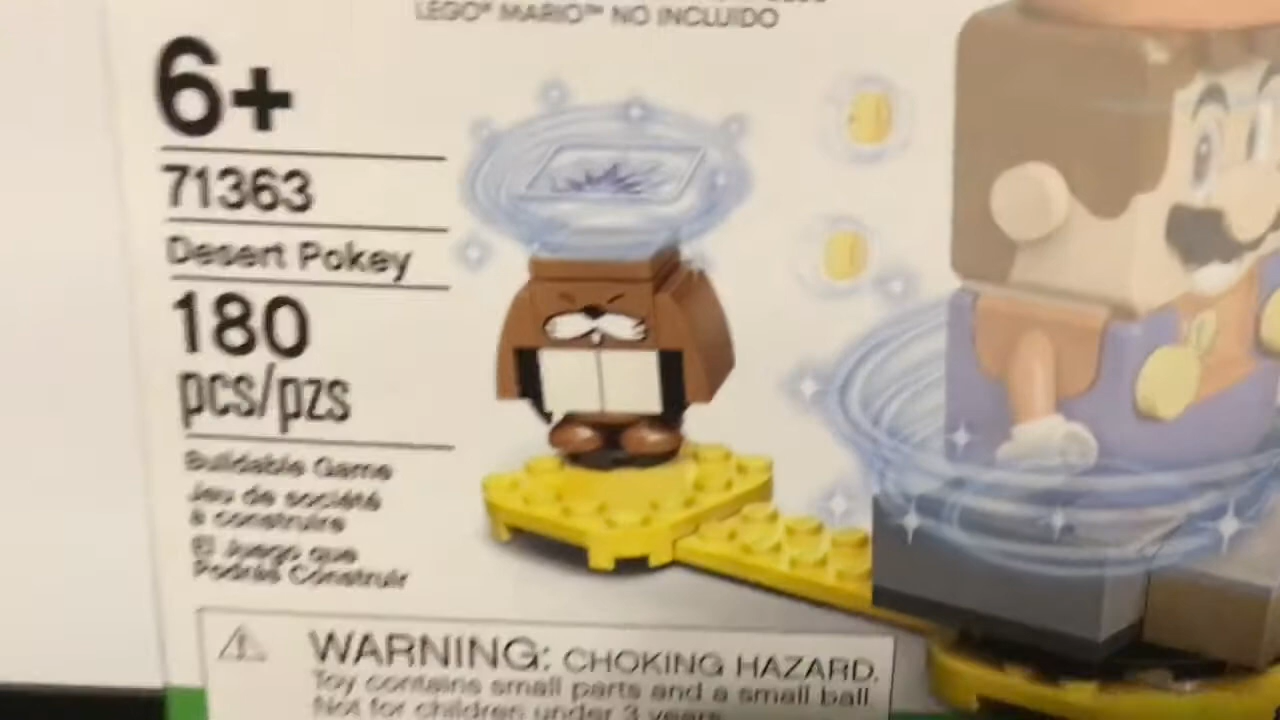 LEGO® MARIO™ NO INCLUIDO
6+
71363
Desert Pokey
180
pcs/pzs
Buildable Game
Jeu de société
à construire
El Juego que
Podrás Construir
WARNING: CHOKING HAZARD.
Toy contains small parts and a small ball
Not for children under 3 years